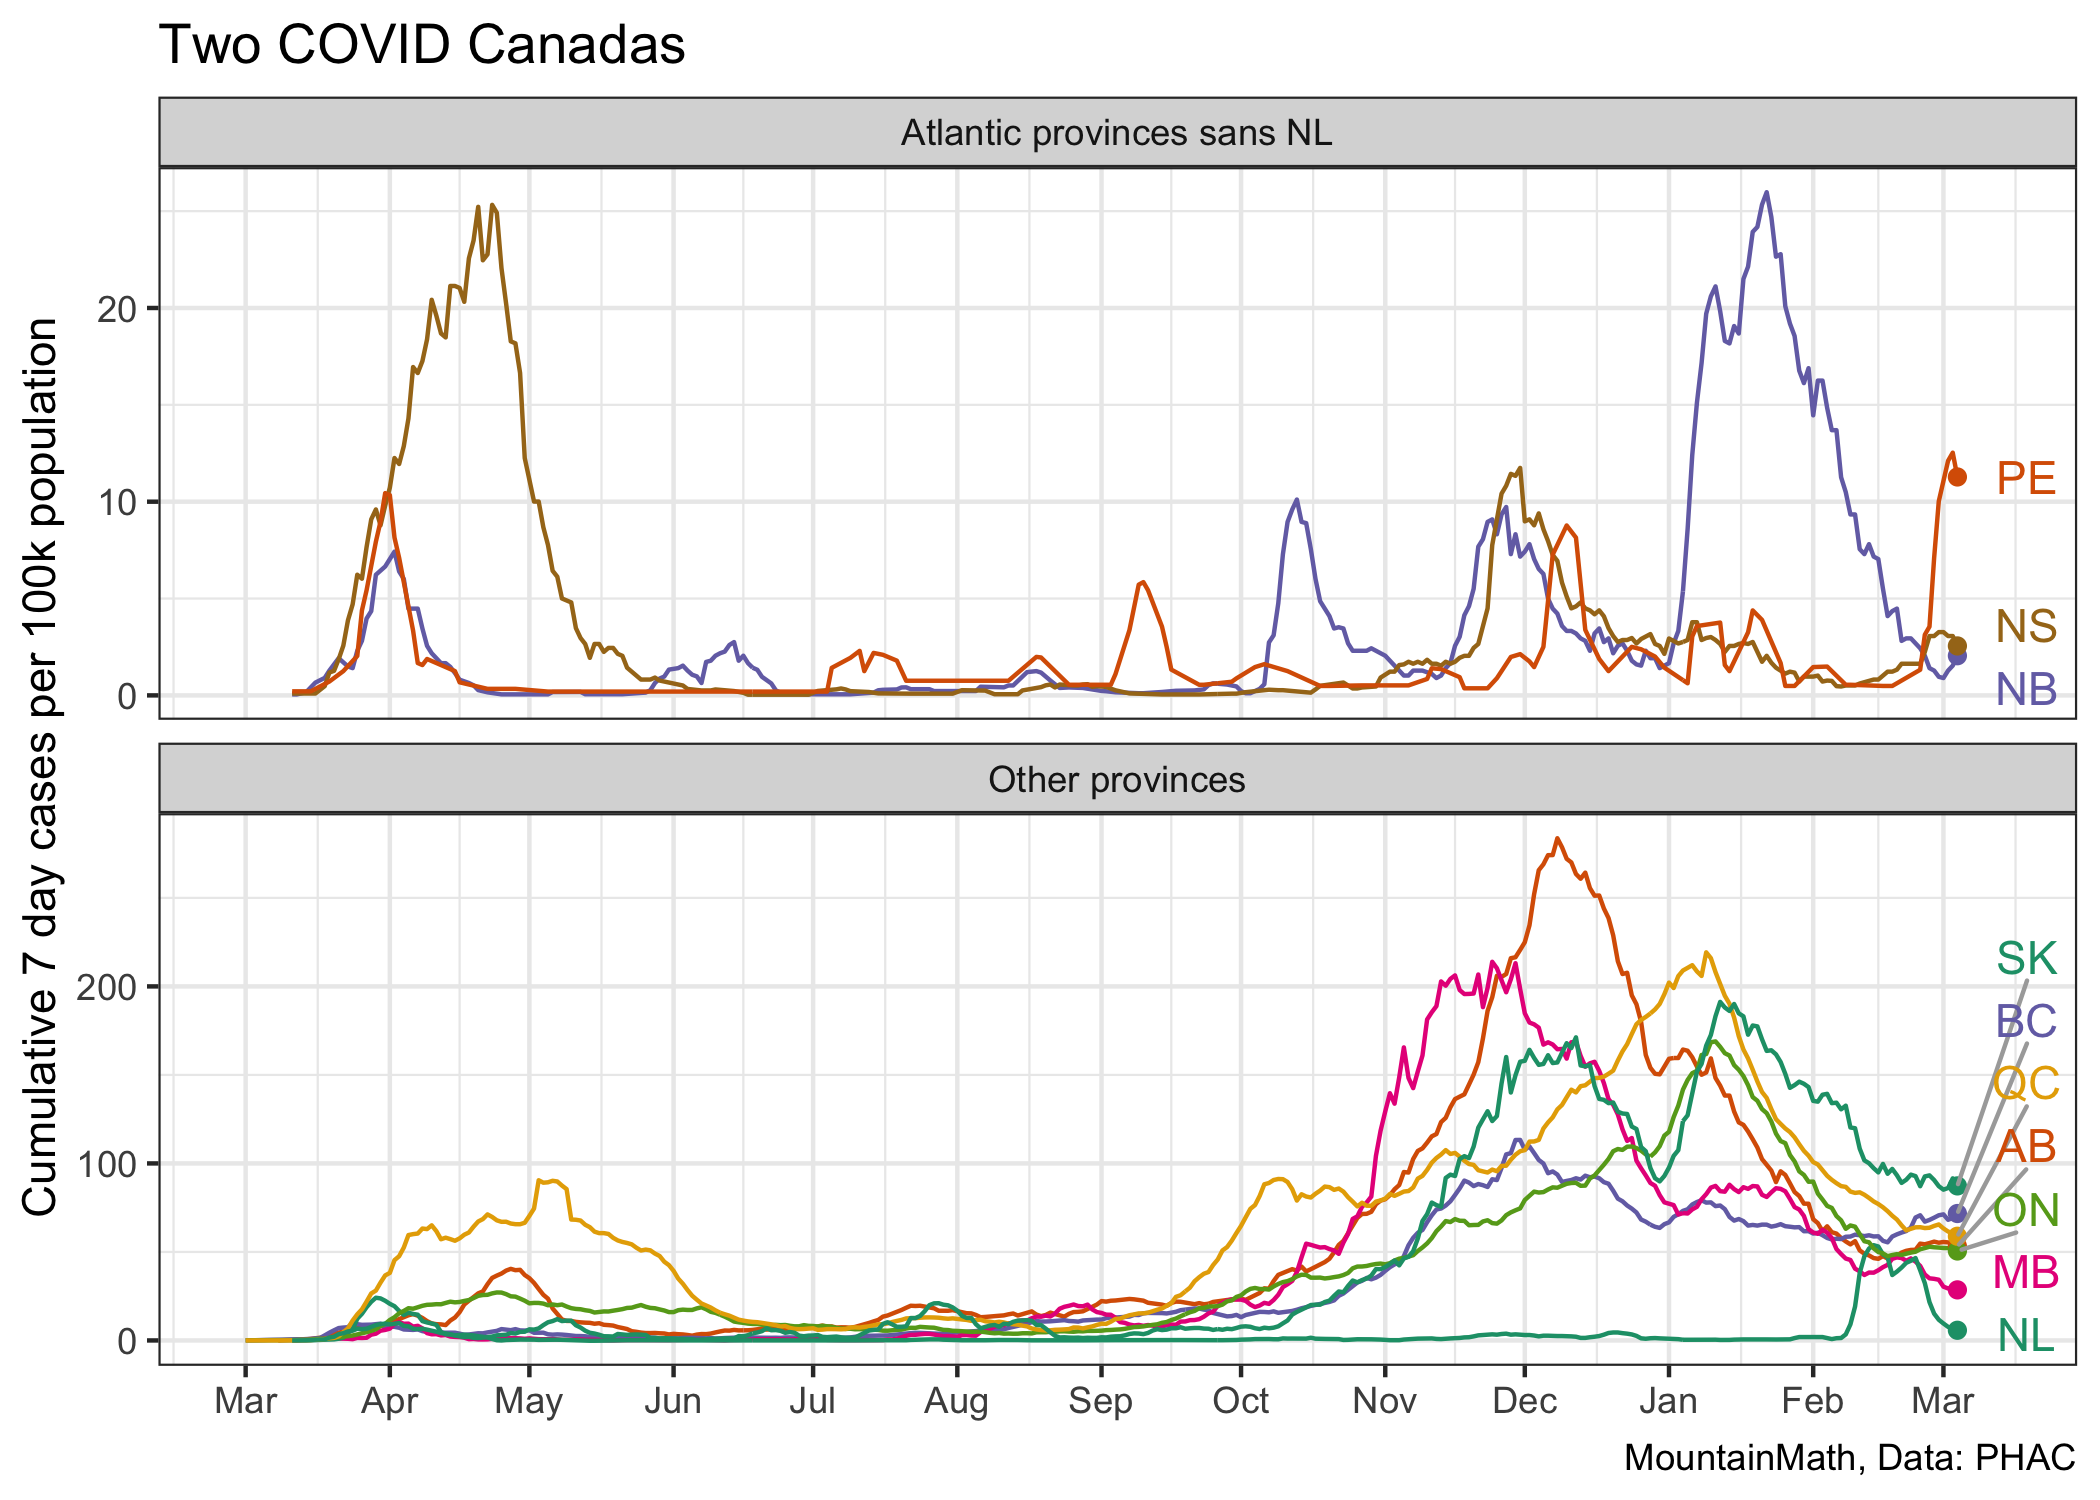 Two COVID Canadas
Atlantic provinces sans NL
Cumulative 7 day cases per 100k population
20
10
0
PE
NS
NB
Other provinces
200
100
0
SK
BC
QC
AB
ON
MB
NL
Mar Apr May Jun Jul Aug Sep Oct Nov Dec Jan Feb Mar
MountainMath, Data: PHAC